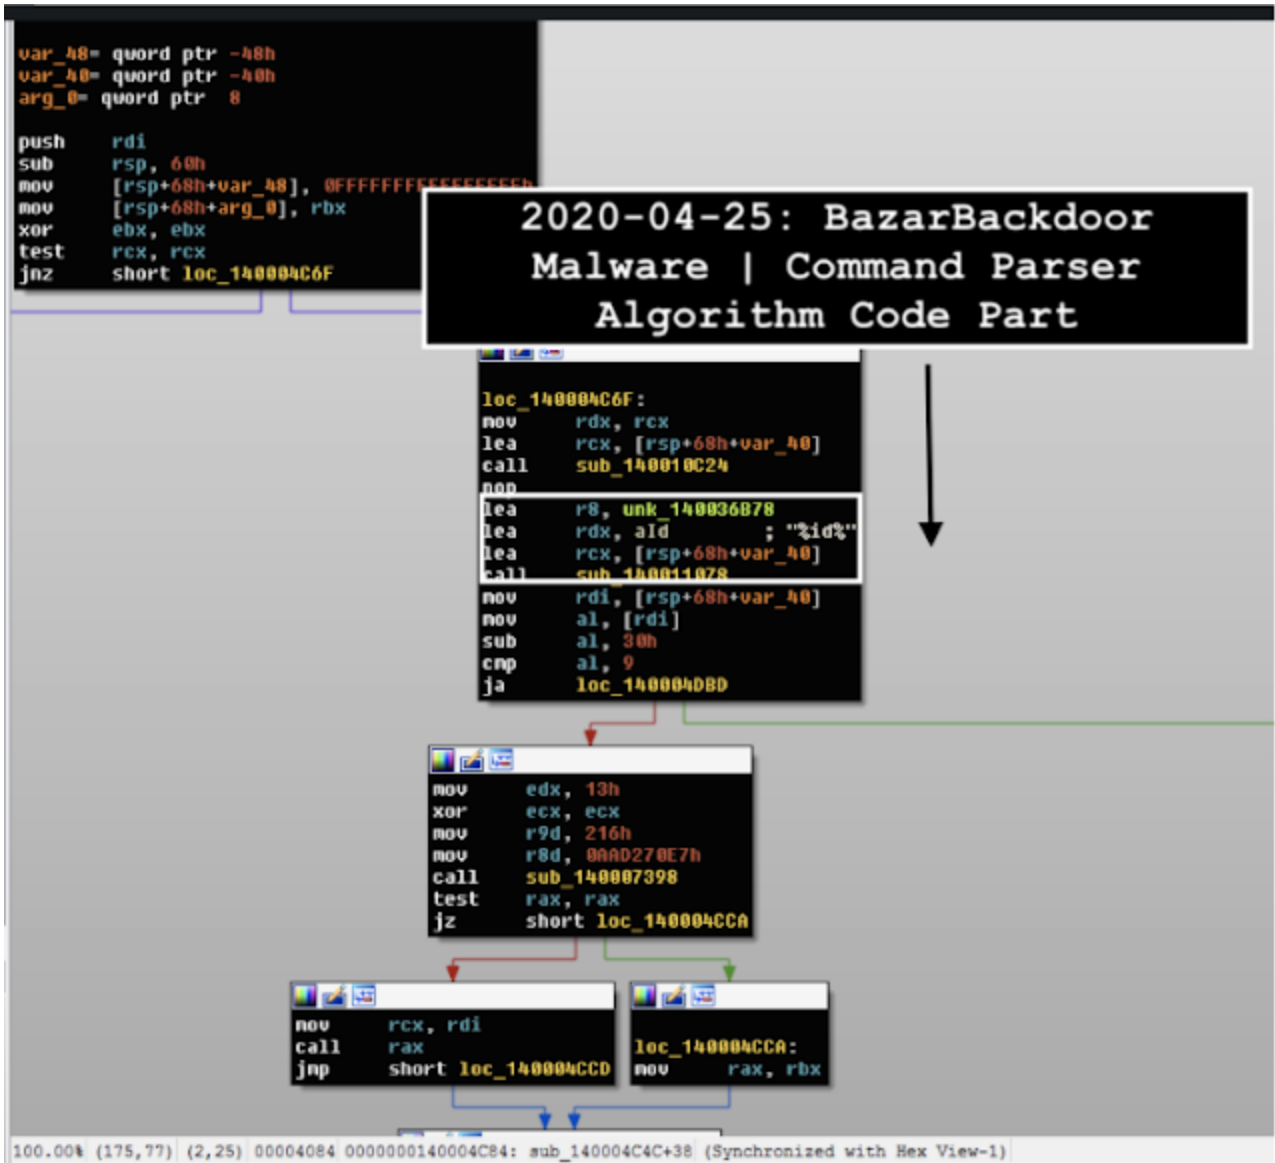 var_48= qword ptr -48h
var_40= qword ptr -40h
arg_0= qword ptr  8
push    rdi
sub     rsp, 60h
mov     [rsp+68h+var_48], 0FFFFFFFFFFFFFFFFh
mov     [rsp+68h+arg_0], rbx
xor     ebx, ebx
test    rcx, rcx
jnz     short loc_140004C6F
2020-04-25: BazarBackdoor
Malware | Command Parser
Algorithm Code Part
loc_140004C6F:
mov     rdx, rcx
lea     rcx, [rsp+68h+var_40]
call    sub_140010C24
nop
lea     r8, unk_140036B78
lea     rdx, aId        ; "%id%"
lea     rcx, [rsp+68h+var_40]
call    sub_140011078
mov     rdi, [rsp+68h+var_40]
mov     al, [rdi]
sub     al, 30h
cmp     al, 9
ja      loc_140004DBD
mov     edx, 13h
xor     ecx, ecx
mov     r9d, 216h
mov     r8d, 0AAD270E7h
call    sub_140007398
test    rax, rax
jz      short loc_140004CCA
mov     rcx, rdi
call    rax
jmp     short loc_140004CCD
loc_140004CCA:
mov     rax, rbx
100.00% (175,77) (2,25) 00004084 0000000140004C84: sub_140004C4C+38 (Synchronized with Hex View-1)